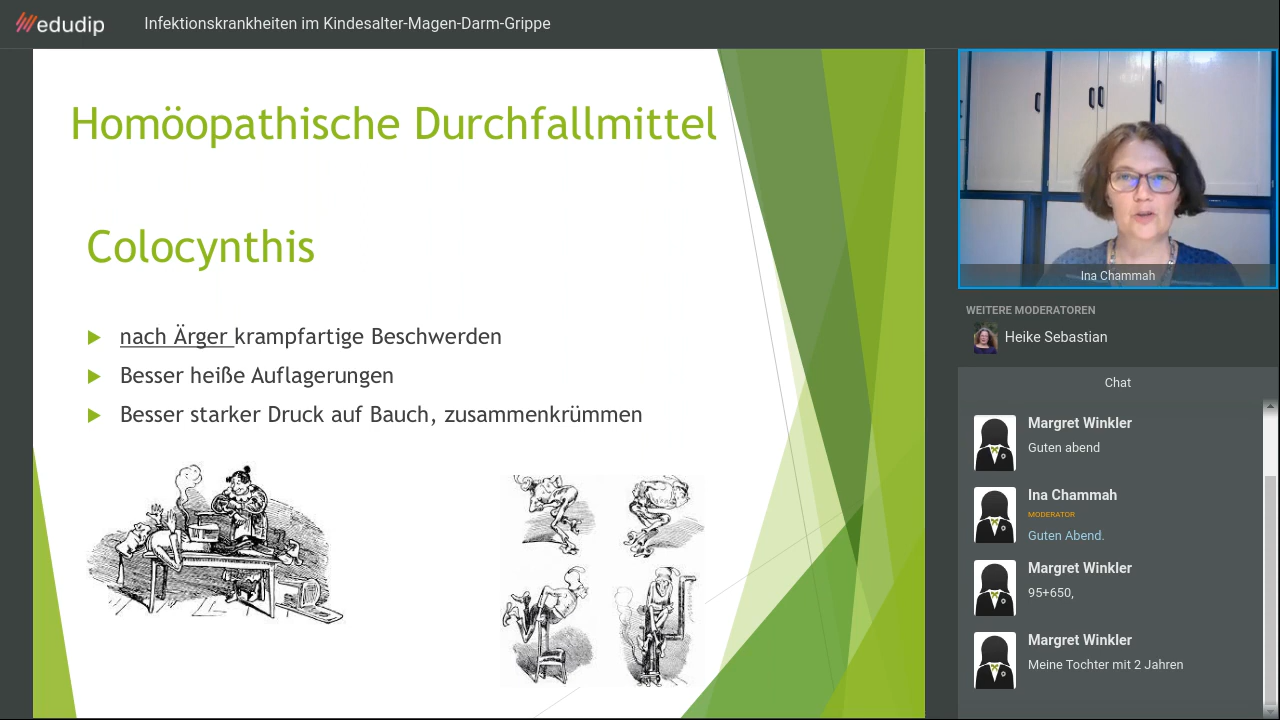 edudip
Infektionskrankheiten im Kindesalter-Magen-Darm-Grippe
Homöopathische Durchfallmittel
Colocynthis
nach Ärger krampfartige Beschwerden
Besser heiße Auflagerungen
Besser starker Druck auf Bauch, zusammenkrümmen
Ina Chammah
WEITERE MODERATOREN
Heike Sebastian
Chat
Margret Winkler
Guten abend
Ina Chammah
MODERATOR
Guten Abend.
Margret Winkler
95+650,
Margret Winkler
Meine Tochter mit 2 Jahren